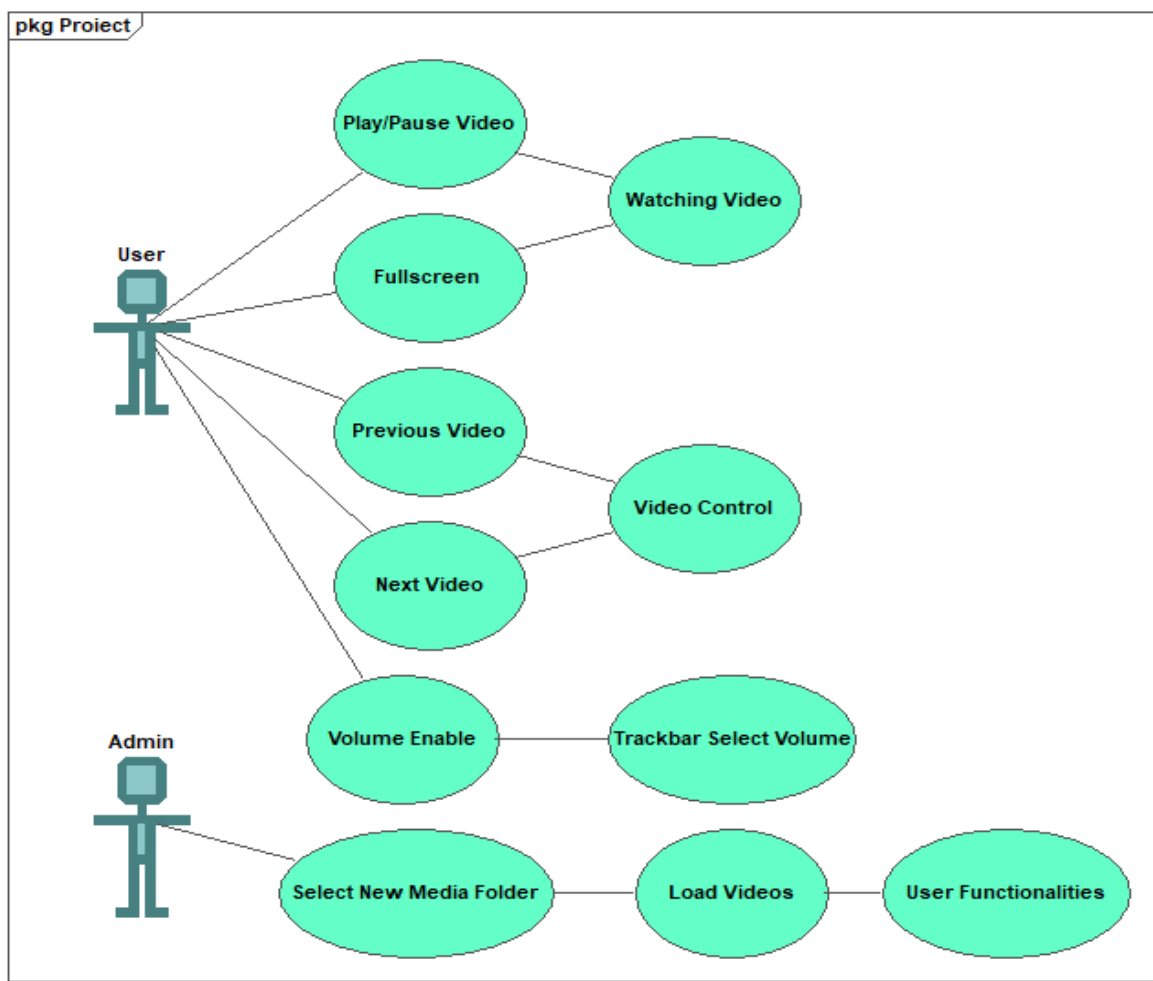 pkg Proiect
Play/Pause Video
Watching Video
User
Fullscreen
Previous Video
Video Control
Next Video
Volume Enable
Trackbar Select Volume
Admin
Select New Media Folder
Load Videos
User Functionalities